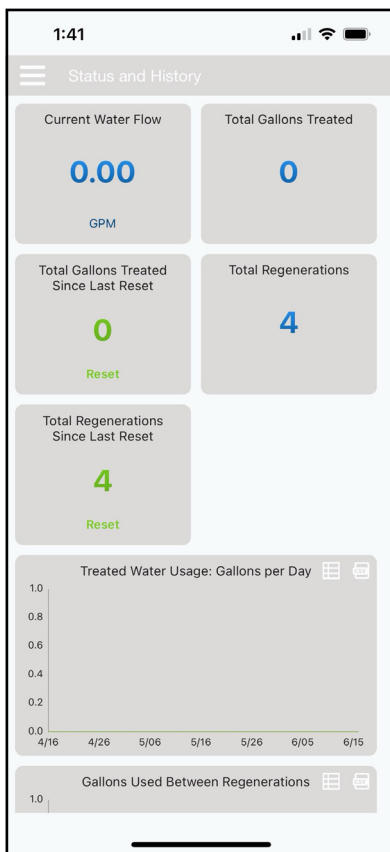 1:41
Status and History
Current Water Flow
0.00
GPM
Total Gallons Treated
0
Total Gallons Treated
Since Last Reset
0
Reset
Total Regenerations
4
Total Regenerations
Since Last Reset
4
Reset
Treated Water Usage: Gallons per Day
1.0
0.8
0.6
0.4
0.2
0.0
4/16 4/26 5/06 5/16 5/26 6/05 6/15
Gallons Used Between Regenerations
1.0